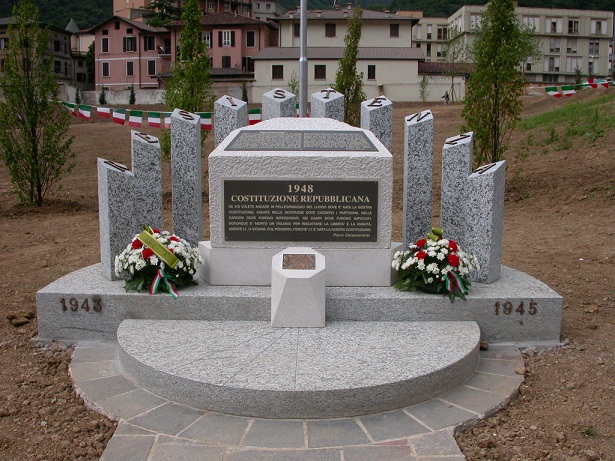 RESISTENZA
1948
COSTITUZIONE REPUBBLICANA
SE VOI VOLETE ANDARE IN PELLEGRINAGGIO NEL LUOGO DOVE E' NATA LA NOSTRA
COSTITUZIONE, ANDATE NELLE MONTAGNE DOVE CADDERO I PARTIGIANI, NELLE
CARCERI DOVE FURONO IMPRIGIONATI, NEI CAMPI DOVE FURONO IMPICCATI.
DOVUNQUE E' MORTO UN ITALIANO PER RISCATTARE LA LIBERTA' E LA DIGNITA',
ANDATE LI', O GIOVANI, COL PENSIERO, PERCHE' LI' E' NATA LA NOSTRA COSTITUZIONE
Piero Calamandrei
1943
1945